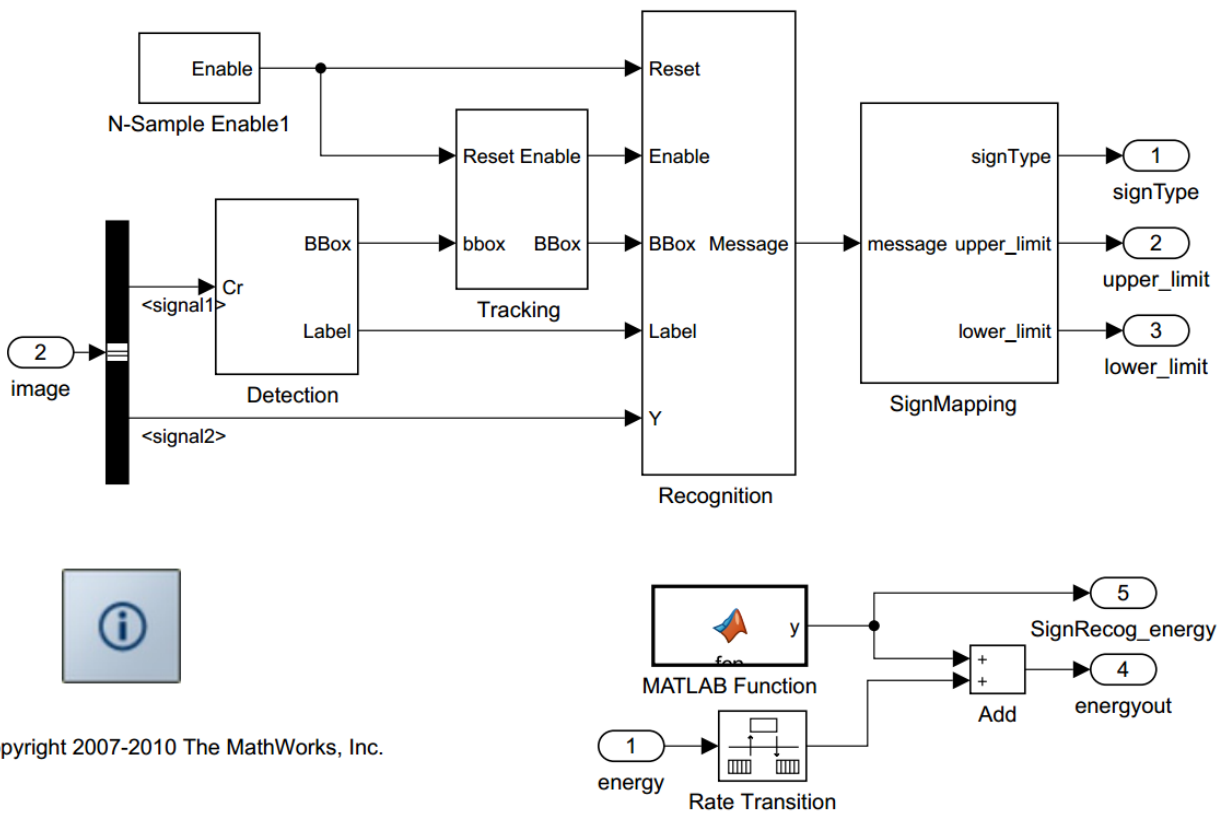 Enable
N-Sample Enable1
Reset
Reset Enable
Enable
signType
1
signType
BBox
bbox
BBox
BBox
Message
message
upper_limit
2
upper_limit
Cr
<signal1>
Tracking
Label
Label
lower_limit
3
lower_limit
2
image
Detection
SignMapping
<signal2>
Y
Recognition
5
SignRecog_energy
y
fcn
MATLAB Function
+
+
4
energyout
Add
1
energy
Rate Transition
pyright 2007-2010 The MathWorks, Inc.